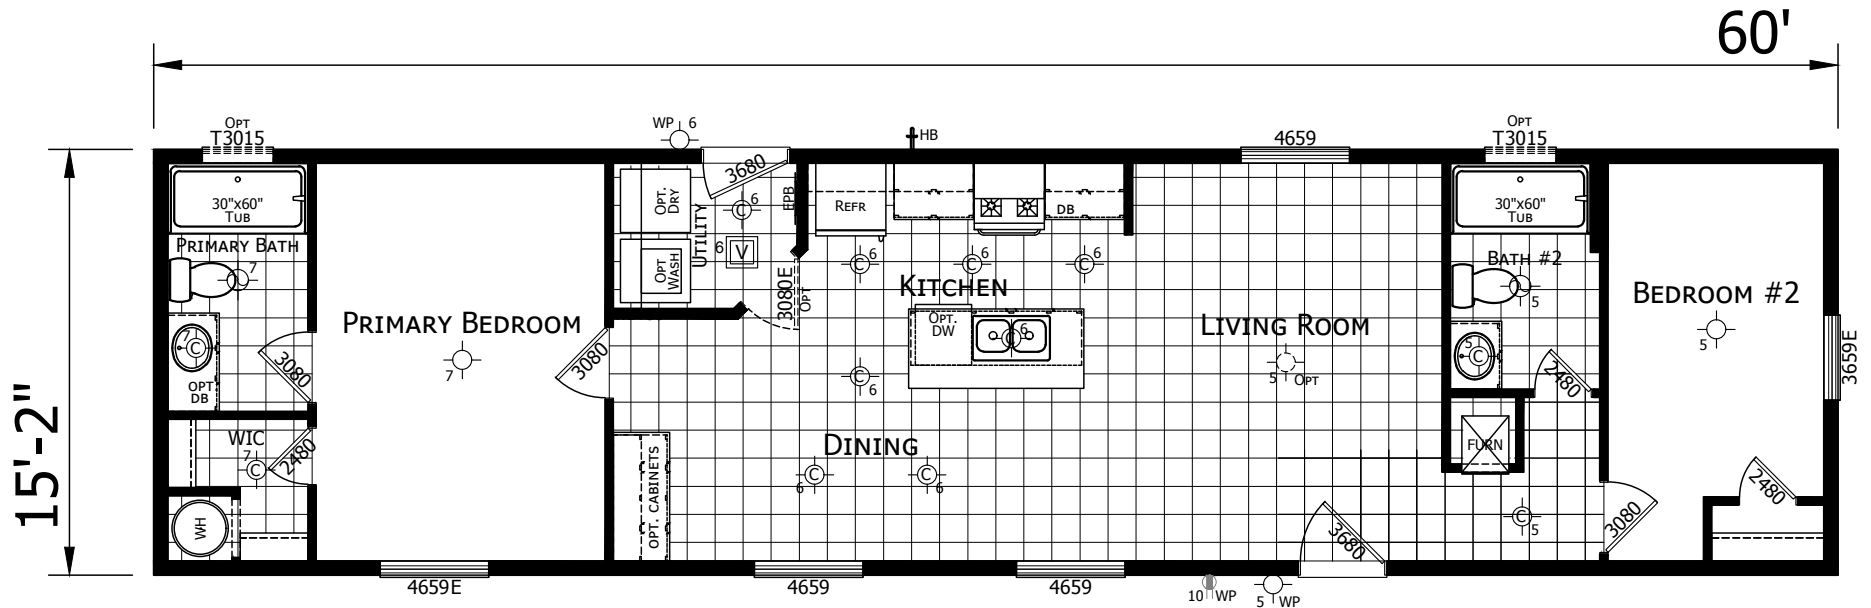 60'
15'-2"
OPT
T3015
WP 6
HB
4659
OPT
T3015
3680
30"x60"
TUB
OPT.
DRY
UTILITY
C 6
EPB
REFR
DB
30"x60"
TUB
PRIMARY BATH
7
OPT
WASH
6 V
3080E
OPT
C 6
C 6
C 6
KITCHEN
BATH #2
5
BEDROOM #2
5
3659E
PRIMARY BEDROOM
7
OPT.
DW
C 6
LIVING ROOM
5 OPT
7 C
3080
OPT
DB
3080
C 6
5 C
2480
WIC
7 C
2480
DINING
C 6
C 6
OPT. CABINETS
FURN
2480
WH
3680
C 5
3080
4659E
4659
4659
10 WP
5 WP